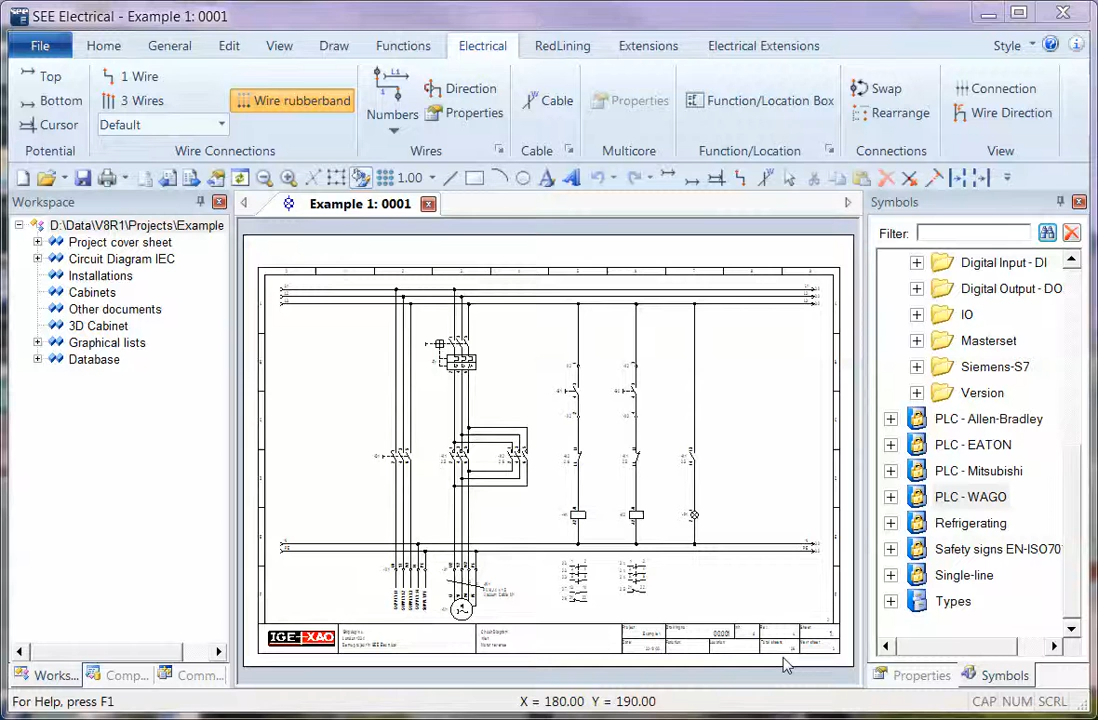 SEE Electrical - Example 1: 0001
File Home General Edit View Draw Functions Electrical RedLining Extensions Electrical Extensions Style
Top
Bottom
Cursor
Potential
1 Wire
3 Wires
Default
Wire rubberband
Wire Connections
Numbers
Direction
Properties
Wires
Cable
Cable
Properties
Multicore
Function/Location Box
Function/Location
Swap
Rearrange
Connections
Connection
Wire Direction
View
1.00
Workspace
D:\Data\V8R1\Projects\Example
Project cover sheet
Circuit Diagram IEC
Installations
Cabinets
Other documents
3D Cabinet
Graphical lists
Database
Works... Comp... Comm...
Example 1: 0001
IGE+XAO
Symbols
Filter:
Digital Input - DI
Digital Output - DO
IO
Masterset
Siemens-S7
Version
PLC - Allen-Bradley
PLC - EATON
PLC - Mitsubishi
PLC - WAGO
Refrigerating
Safety signs EN-ISO70
Single-line
Types
Properties Symbols
For Help, press F1
X = 180.00 Y = 190.00
CAP NUM SCRL